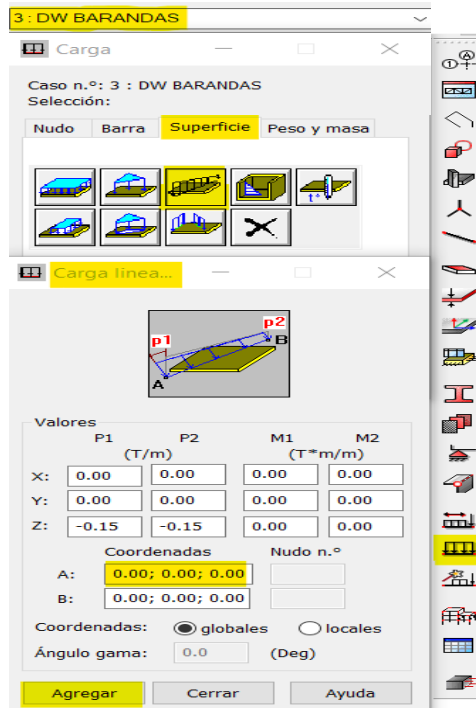 3 : DW BARANDAS
Carga
Caso n.º: 3 : DW BARANDAS
Selección:
Nudo Barra Superficie Peso y masa
t°
Carga linea...
p1 p2
A B
Valores
P1 P2 M1 M2
(T/m) (T*m/m)
X: 0.00 0.00 0.00 0.00
Y: 0.00 0.00 0.00 0.00
Z: -0.15 -0.15 0.00 0.00
Coordenadas Nudo n.º
A: 0.00; 0.00; 0.00
B: 0.00; 0.00; 0.00
Coordenadas: globales locales
Ángulo gama: 0.0 (Deg)
Agregar Cerrar Ayuda